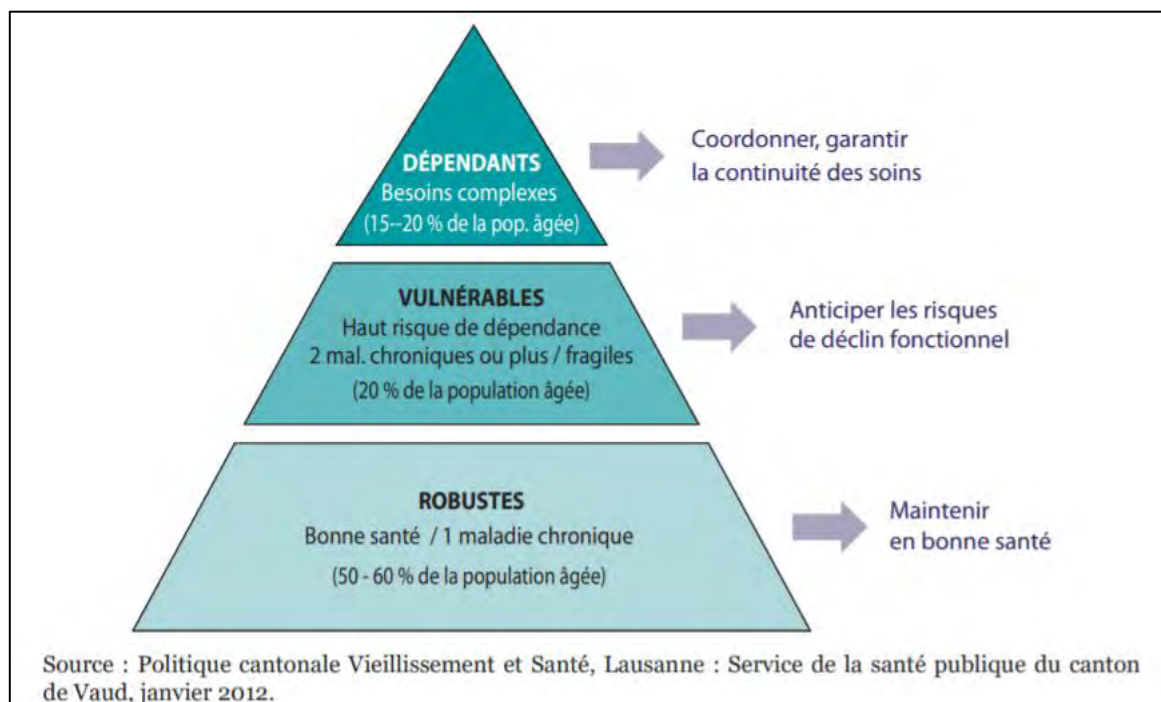 DÉPENDANTS
Besoins complexes
(15--20 % de la pop. âgée)
Coordonner, garantir
la continuité des soins
VULNÉRABLES
Haut risque de dépendance
2 mal. chroniques ou plus / fragiles
(20 % de la population âgée)
Anticiper les risques
de déclin fonctionnel
ROBUSTES
Bonne santé / 1 maladie chronique
(50 - 60 % de la population âgée)
Maintenir
en bonne santé
Source : Politique cantonale Vieillissement et Santé, Lausanne : Service de la santé publique du canton
de Vaud, janvier 2012.